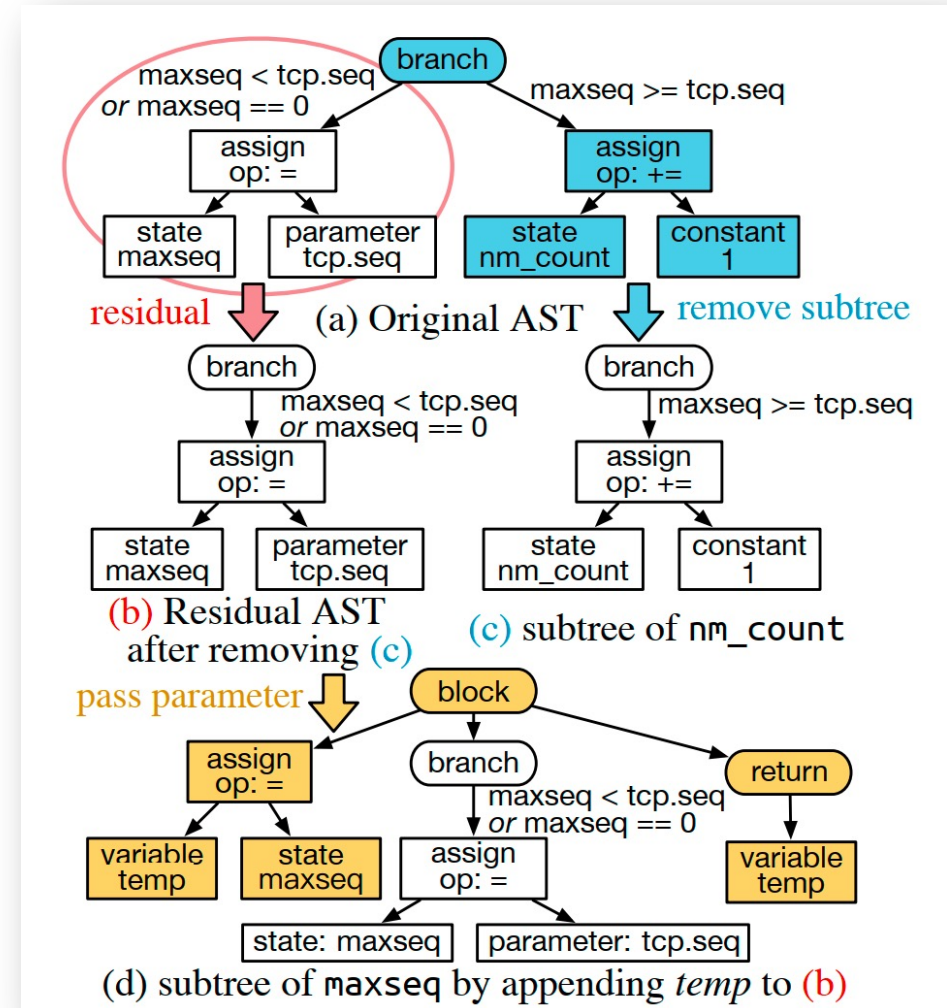 branch
maxseq < tcp.seq
or maxseq == 0
maxseq >= tcp.seq
assign
op: =
assign
op: +=
state
maxseq
parameter
tcp.seq
state
nm_count
constant
1
residual
(a) Original AST
remove subtree
branch
maxseq < tcp.seq
or maxseq == 0
assign
op: =
state
maxseq
parameter
tcp.seq
(b) Residual AST
after removing (c)
branch
maxseq >= tcp.seq
assign
op: +=
state
nm_count
constant
1
(c) subtree of nm_count
pass parameter
block
assign
op: =
variable
temp
state
maxseq
branch
maxseq < tcp.seq
or maxseq == 0
assign
op: =
state: maxseq
parameter: tcp.seq
return
variable
temp
(d) subtree of maxseq by appending temp to (b)